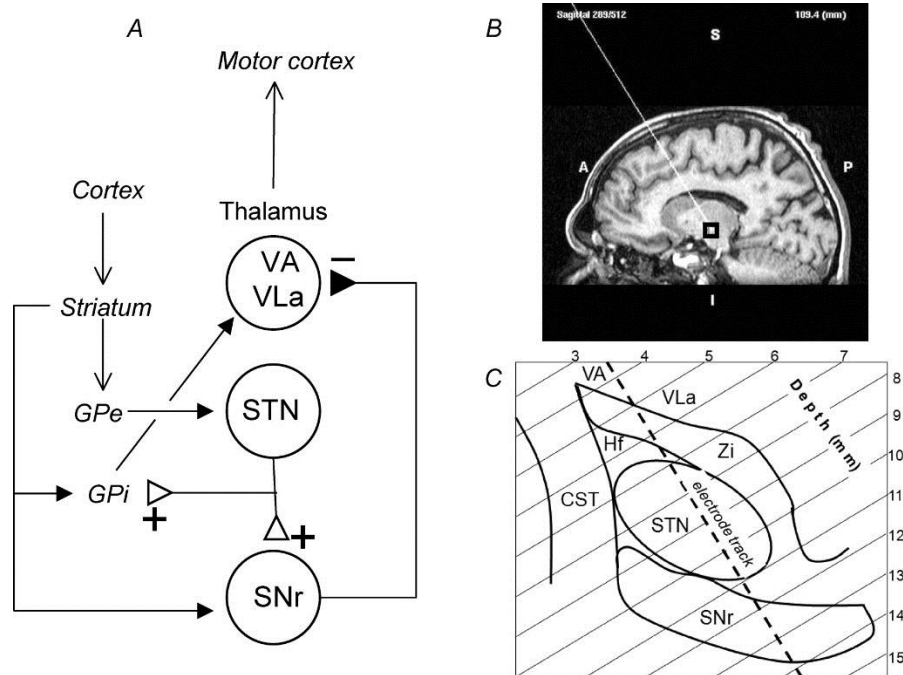 A
Motor cortex
Cortex
Thalamus
VA
VLa
−
Striatum
GPe
STN
GPi
+
+
SNr
B
Sagittal 289/512
109.4 (mm)
S
A
P
I
C
3 4 5 6 7
VA
VLa
8
9
10
11
12
13
14
15
Depth (mm)
Hf
Zi
CST
STN
electrode track
SNr